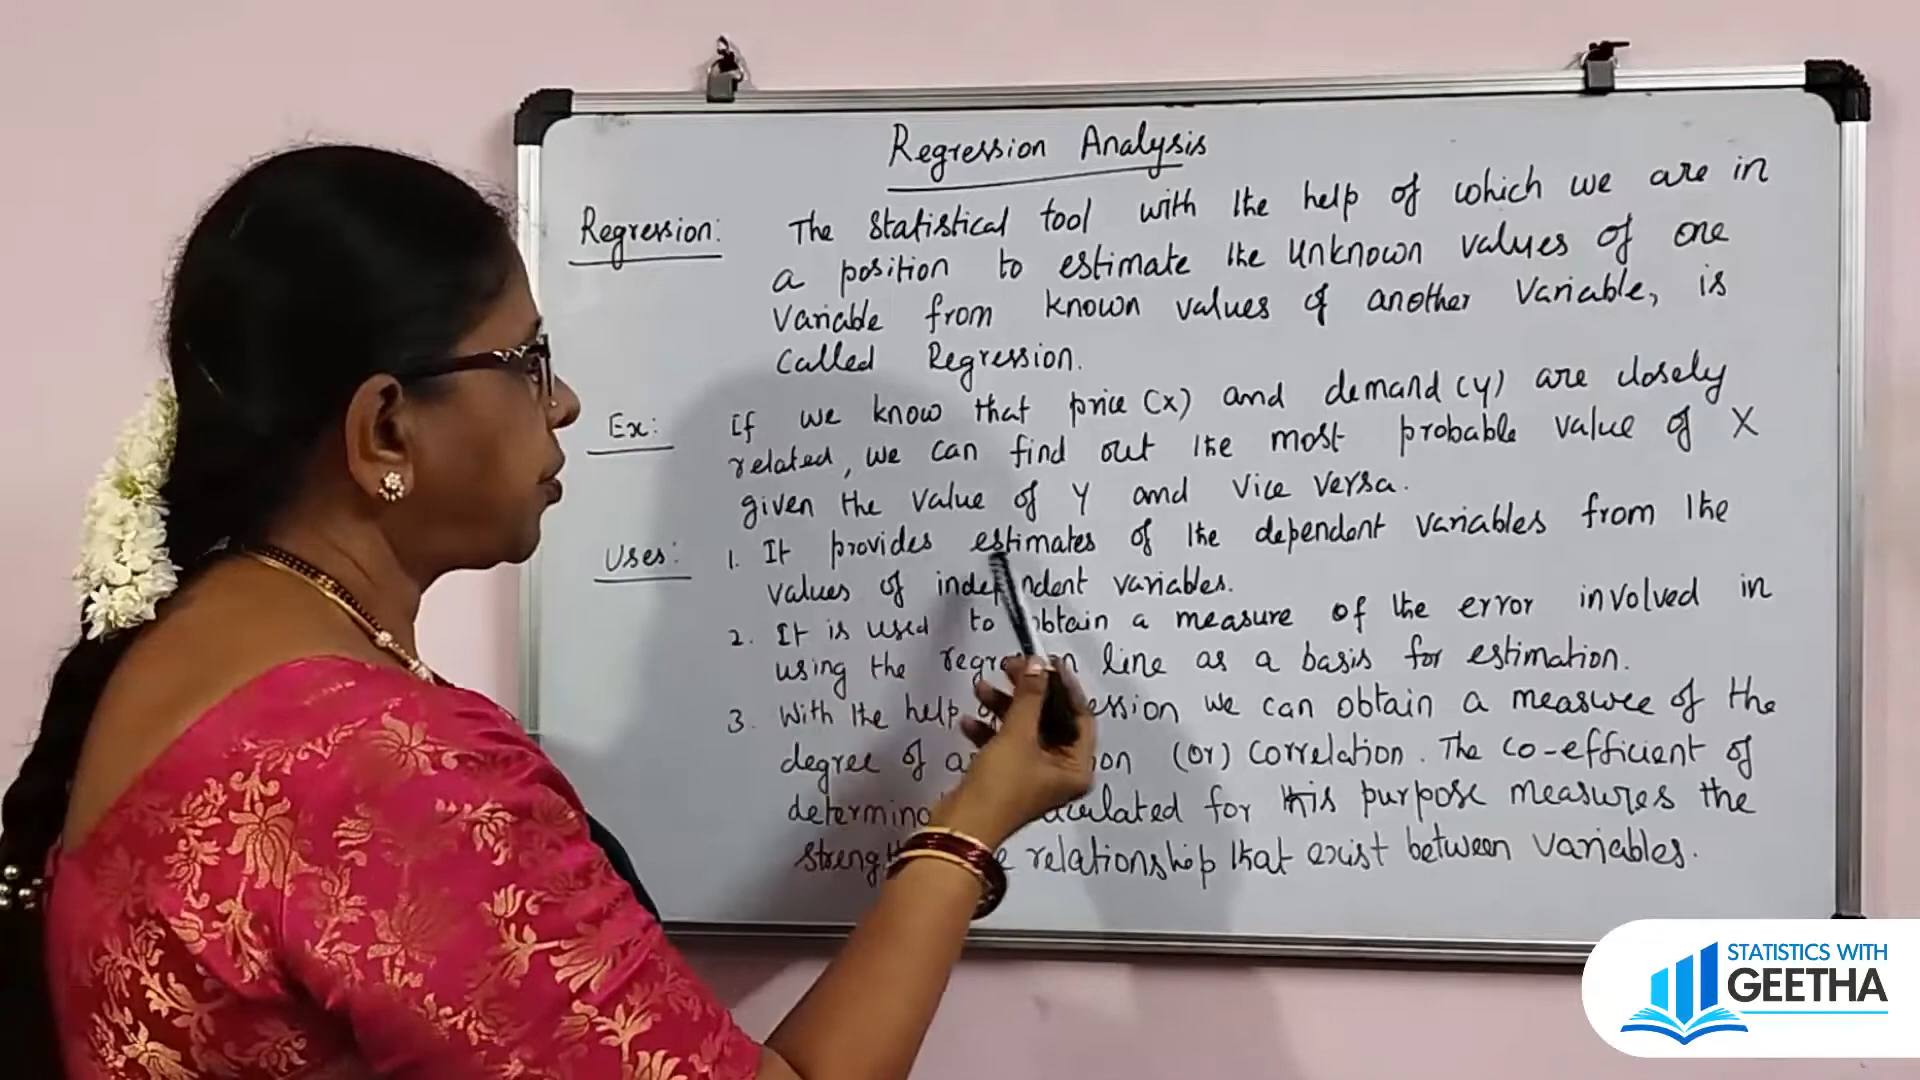 Regression Analysis
Regression: The statistical tool with the help of which we are in
a position to estimate the unknown values of one
variable from known values of another variable, is
called Regression.
Ex: If we know that price (x) and demand (y) are closely
related, we can find out the most probable value of X
given the value of Y and vice versa.
Uses: 1. It provides estimates of the dependent variables from the
values of independent variables.
2. It is used to obtain a measure of the error involved in
using the regression line as a basis for estimation.
3. With the help of we can obtain a measure of the
degree of (or) correlation. The co-efficient of
for this purpose measures the
relationship that exist between variables.
STATISTICS WITH
GEETHA